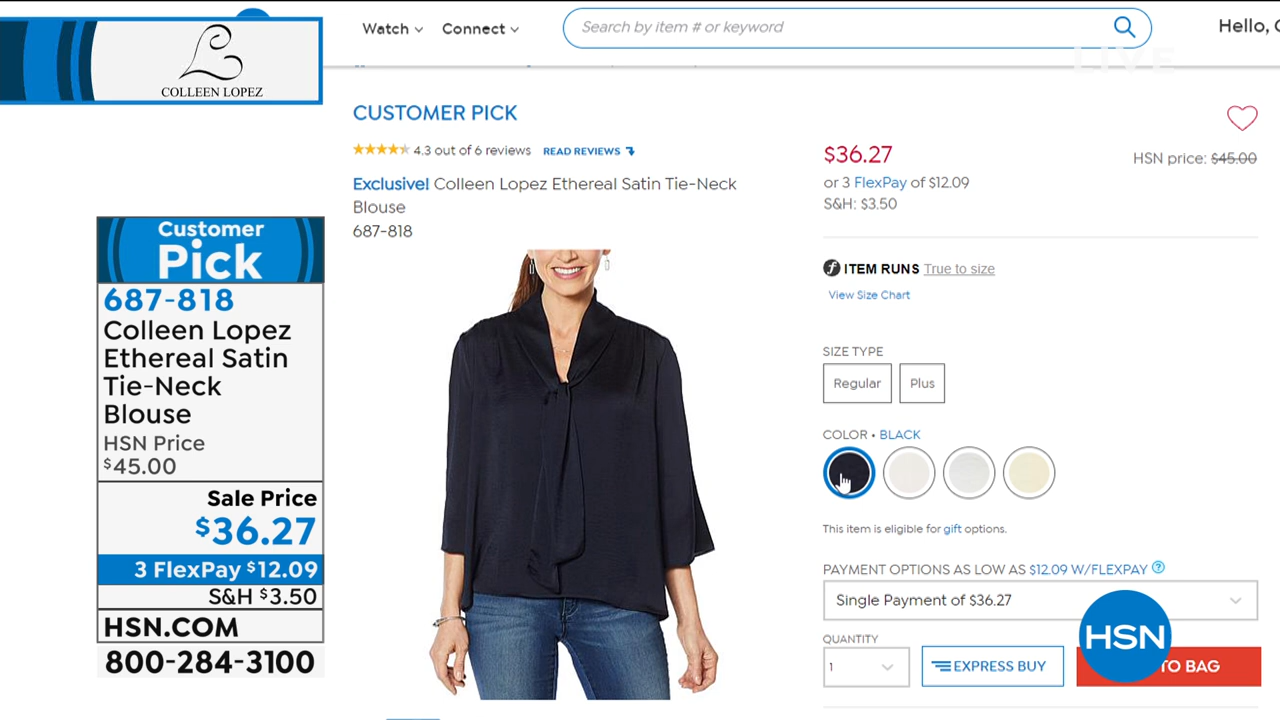 COLLEEN LOPEZ
Watch
Connect
Search by item # or keyword
Hello,
LIVE
CUSTOMER PICK
4.3 out of 6 reviews READ REVIEWS
Exclusive! Colleen Lopez Ethereal Satin Tie-Neck
Blouse
687-818
$36.27
HSN price: $45.00
or 3 FlexPay of $12.09
S&H: $3.50
ITEM RUNS True to size
View Size Chart
SIZE TYPE
Regular
Plus
COLOR • BLACK
This item is eligible for gift options.
PAYMENT OPTIONS AS LOW AS $12.09 W/FLEXPAY ?
Single Payment of $36.27
QUANTITY
1
EXPRESS BUY
TO BAG
HSN
Customer
Pick
687-818
Colleen Lopez
Ethereal Satin
Tie-Neck
Blouse
HSN Price
$45.00
Sale Price
$36.27
3 FlexPay $12.09
S&H $3.50
HSN.COM
800-284-3100